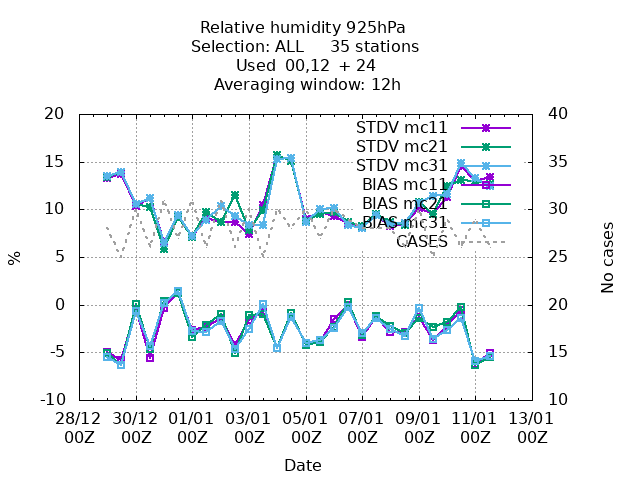 Relative humidity 925hPa
Selection: ALL 35 stations
Used 00,12 + 24
Averaging window: 12h
20 40
STDV mc11
STDV mc21
15 35
STDV mc31
BIAS mc11
BIAS mc21
10 30
BIAS mc31
CASES
5 25
%
No cases
0 20
-5 15
-10 10
28/12 30/12 01/01 03/01 05/01 07/01 09/01 11/01 13/01
00Z 00Z 00Z 00Z 00Z 00Z 00Z 00Z 00Z
Date